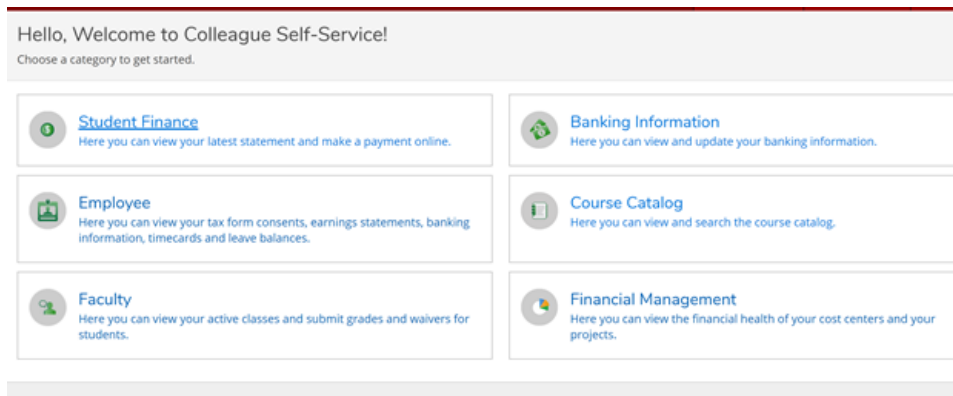 Hello, Welcome to Colleague Self-Service!
Choose a category to get started.
Student Finance
Here you can view your latest statement and make a payment online.
Banking Information
Here you can view and update your banking information.
Employee
Here you can view your tax form consents, earnings statements, banking
information, timecards and leave balances.
Course Catalog
Here you can view and search the course catalog.
Faculty
Here you can view your active classes and submit grades and waivers for
students.
Financial Management
Here you can view the financial health of your cost centers and your
projects.